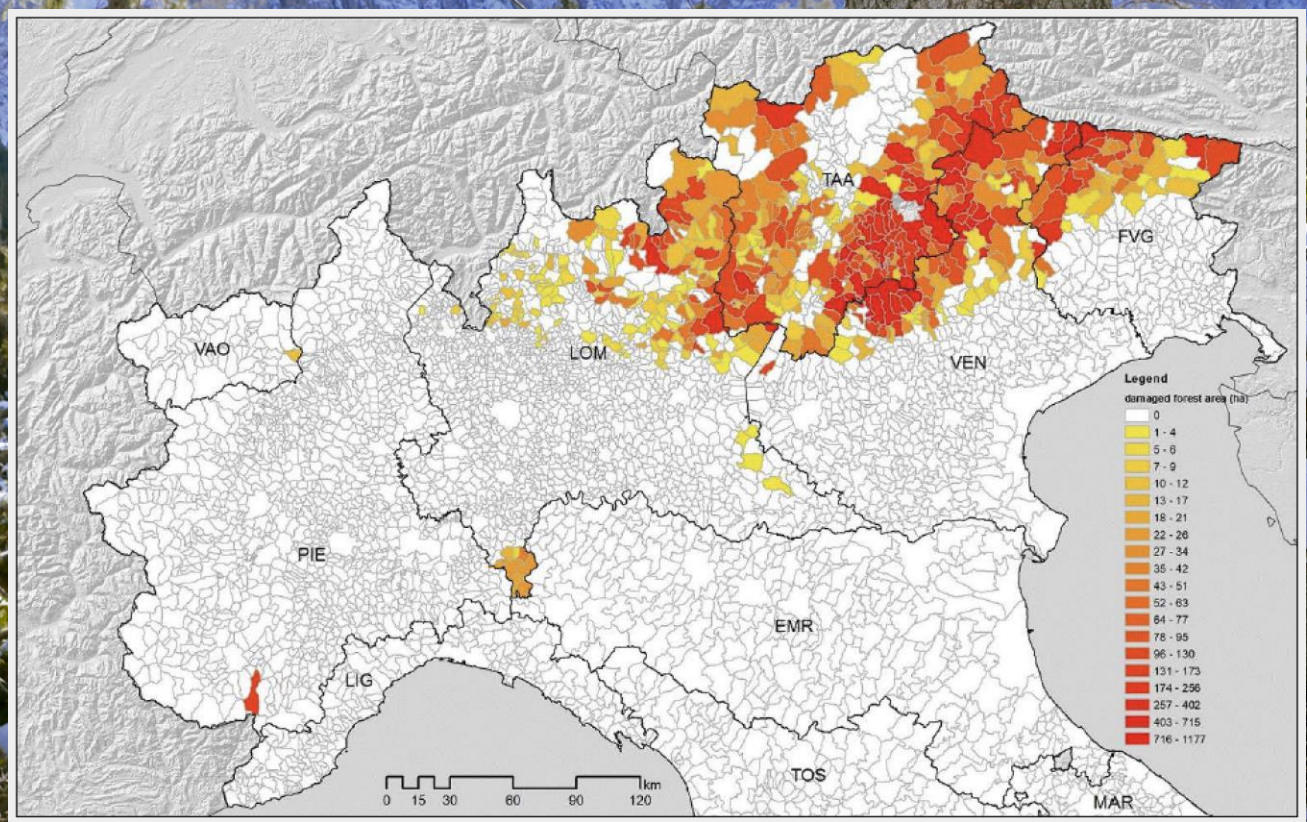 TAA
FVG
VAO
LOM
VEN
PIE
EMR
LIG
TOS
MAR
Legend
damaged forest area (ha)
0
1 - 4
5 - 6
7 - 9
10 - 12
13 - 17
18 - 21
22 - 26
27 - 34
35 - 42
43 - 51
52 - 63
64 - 77
78 - 95
96 - 130
131 - 173
174 - 256
257 - 402
403 - 715
716 - 1177
km
0 15 30 60 90 120